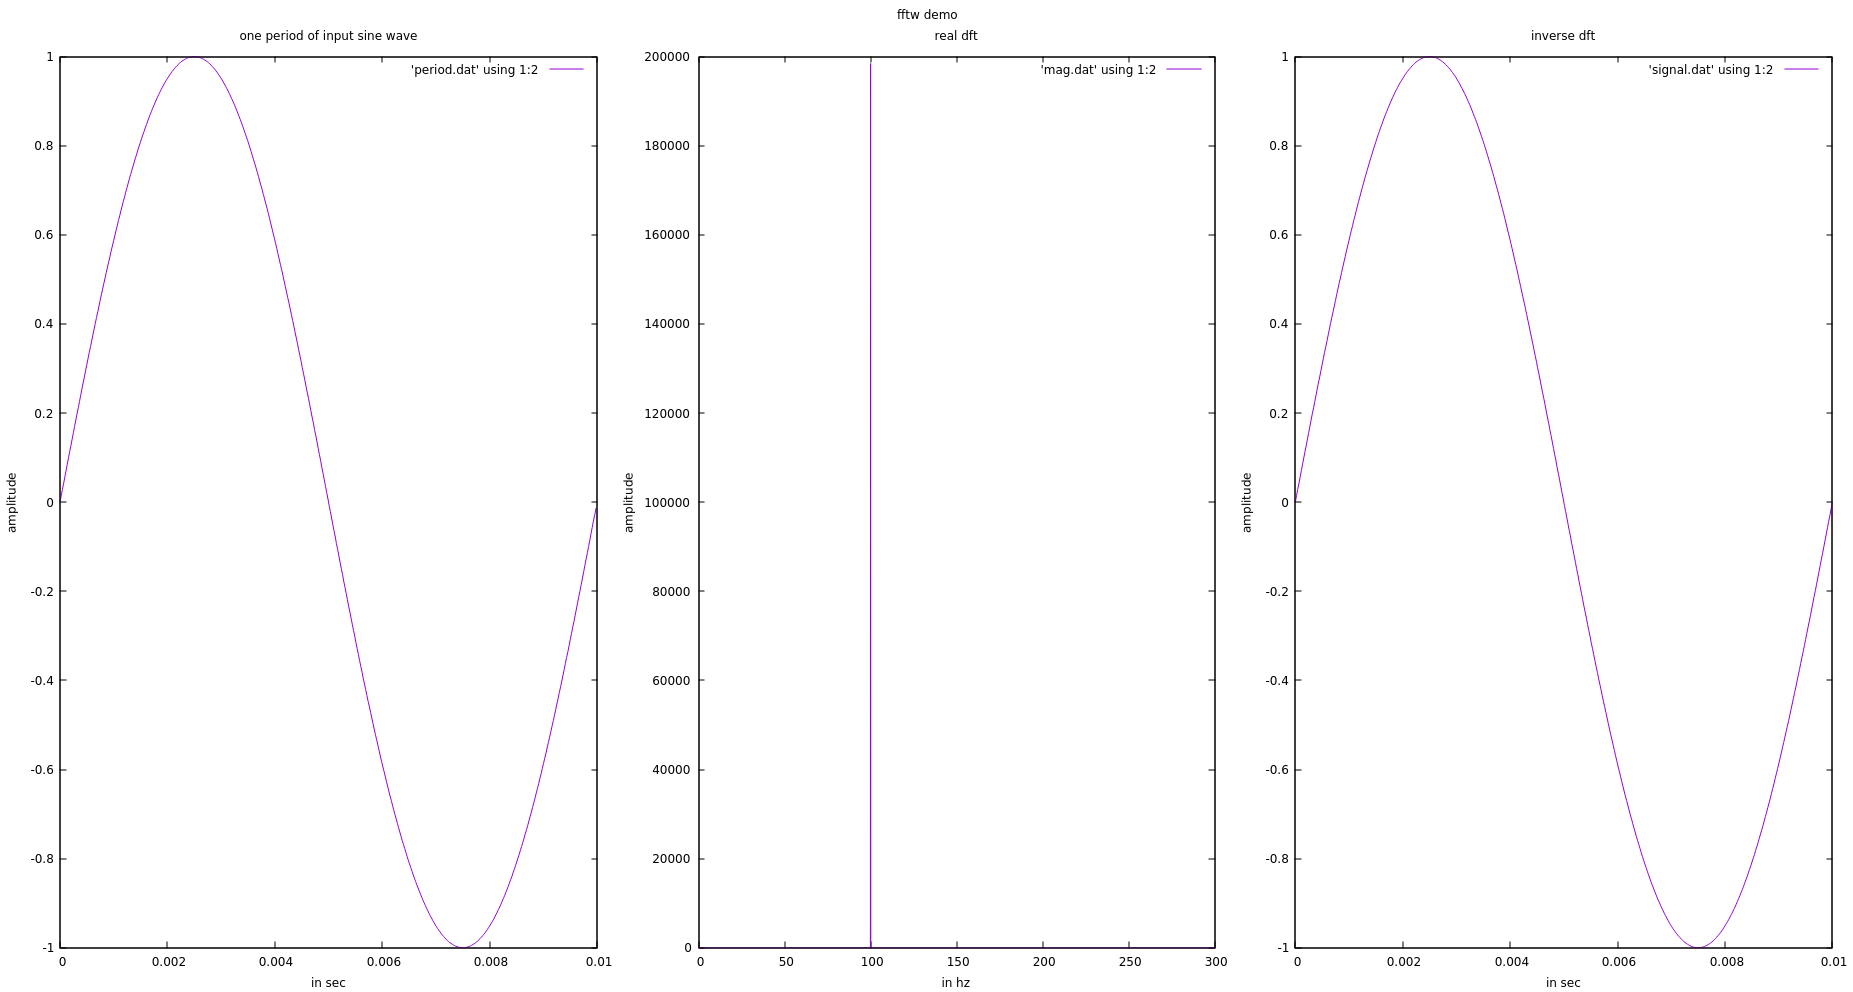 fftw demo
one period of input sine wave
'period.dat' using 1:2
1
0.8
0.6
0.4
0.2
0
-0.2
-0.4
-0.6
-0.8
-1
amplitude
0 0.002 0.004 0.006 0.008 0.01
in sec
real dft
'mag.dat' using 1:2
200000
180000
160000
140000
120000
100000
80000
60000
40000
20000
0
amplitude
0 50 100 150 200 250 300
in hz
inverse dft
'signal.dat' using 1:2
1
0.8
0.6
0.4
0.2
0
-0.2
-0.4
-0.6
-0.8
-1
amplitude
0 0.002 0.004 0.006 0.008 0.01
in sec